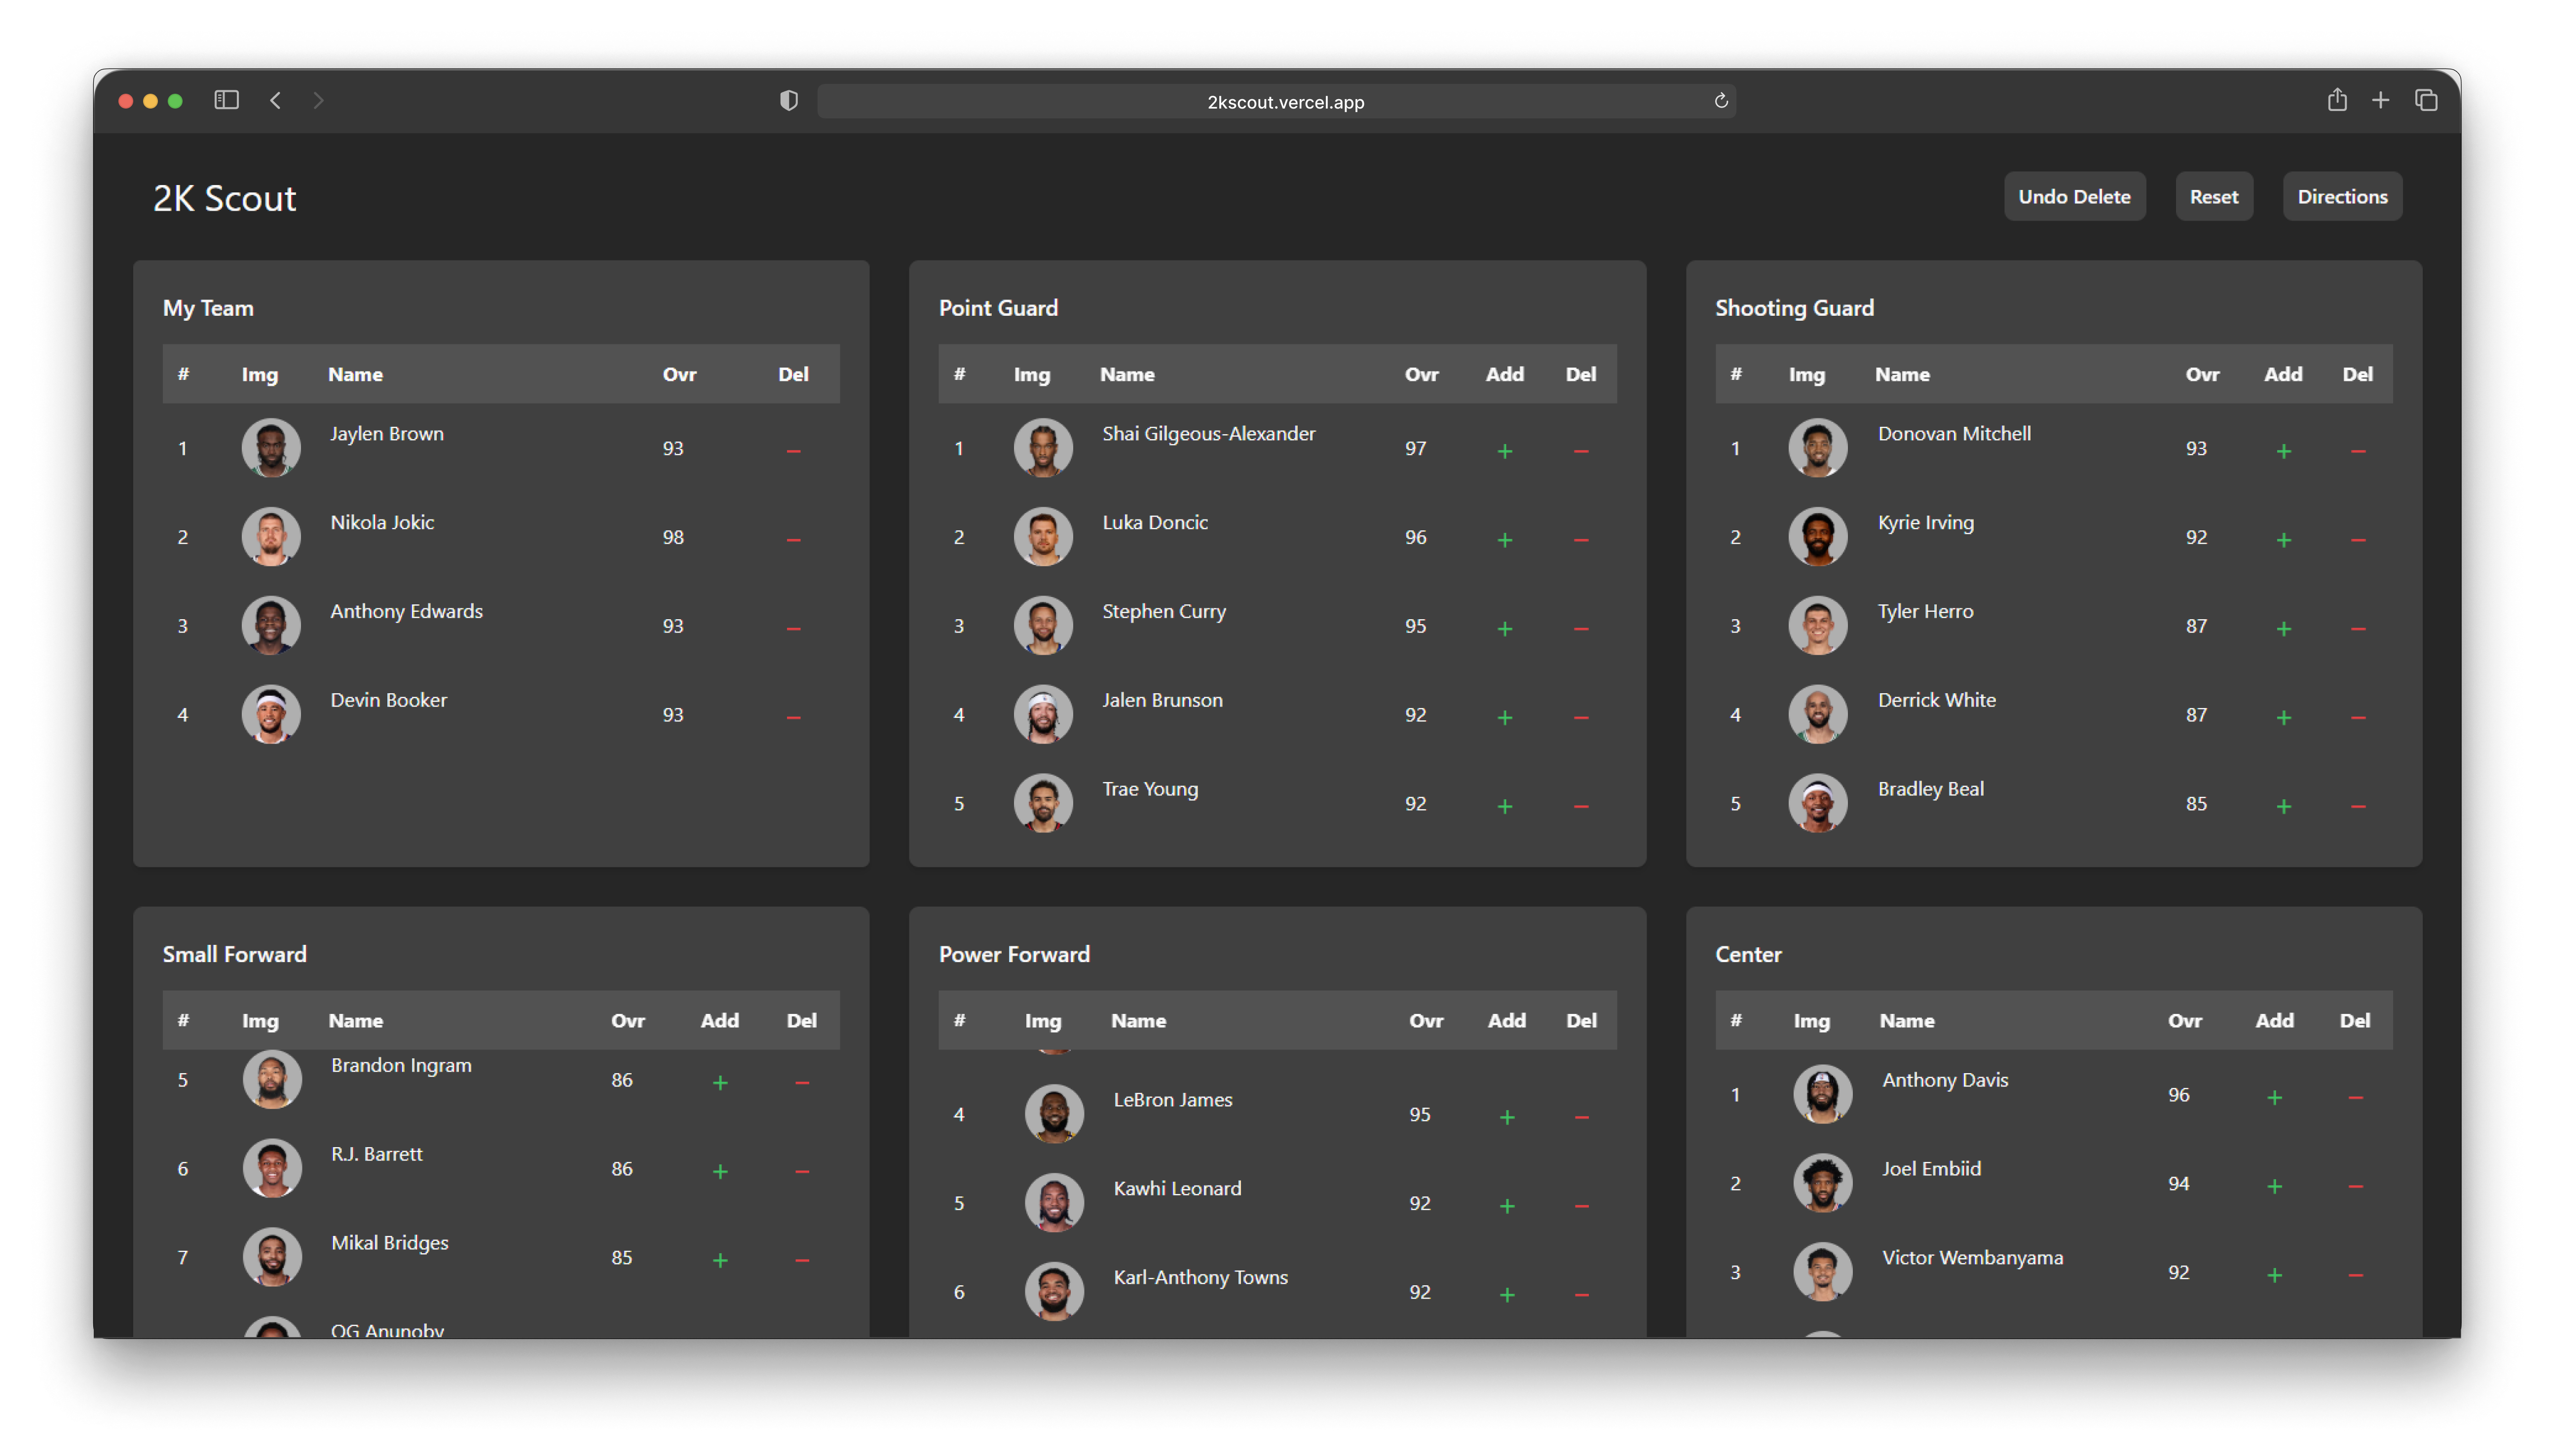 2kscout.vercel.app
2K Scout
Undo Delete Reset Directions
My Team
# Img Name Ovr Del
1 Jaylen Brown 93
2 Nikola Jokic 98
3 Anthony Edwards 93
4 Devin Booker 93
Point Guard
# Img Name Ovr Add Del
1 Shai Gilgeous-Alexander 97 + −
2 Luka Doncic 96 + −
3 Stephen Curry 95 + −
4 Jalen Brunson 92 + −
5 Trae Young 92 + −
Shooting Guard
# Img Name Ovr Add Del
1 Donovan Mitchell 93 + −
2 Kyrie Irving 92 + −
3 Tyler Herro 87 + −
4 Derrick White 87 + −
5 Bradley Beal 85 + −
Small Forward
# Img Name Ovr Add Del
5 Brandon Ingram 86 + −
6 R.J. Barrett 86 + −
7 Mikal Bridges 85 + −
OG Anunoby
Power Forward
# Img Name Ovr Add Del
4 LeBron James 95 + −
5 Kawhi Leonard 92 + −
6 Karl-Anthony Towns 92 + −
Center
# Img Name Ovr Add Del
1 Anthony Davis 96 + −
2 Joel Embiid 94 + −
3 Victor Wembanyama 92 + −